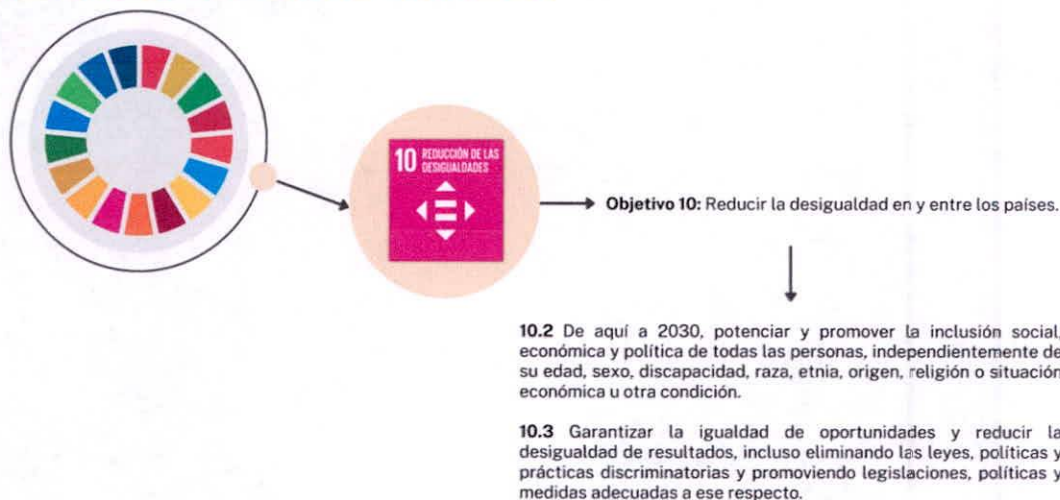 10 REDUCCIÓN DE LAS
DESIGUALDADES
Objetivo 10: Reducir la desigualdad en y entre los países.
10.2 De aquí a 2030, potenciar y promover la inclusión social,
económica y política de todas las personas, independientemente de
su edad, sexo, discapacidad, raza, etnia, origen, religión o situación
económica u otra condición.
10.3 Garantizar la igualdad de oportunidades y reducir la
desigualdad de resultados, incluso eliminando las leyes, políticas y
prácticas discriminatorias y promoviendo legislaciones, políticas y
medidas adecuadas a ese respecto.